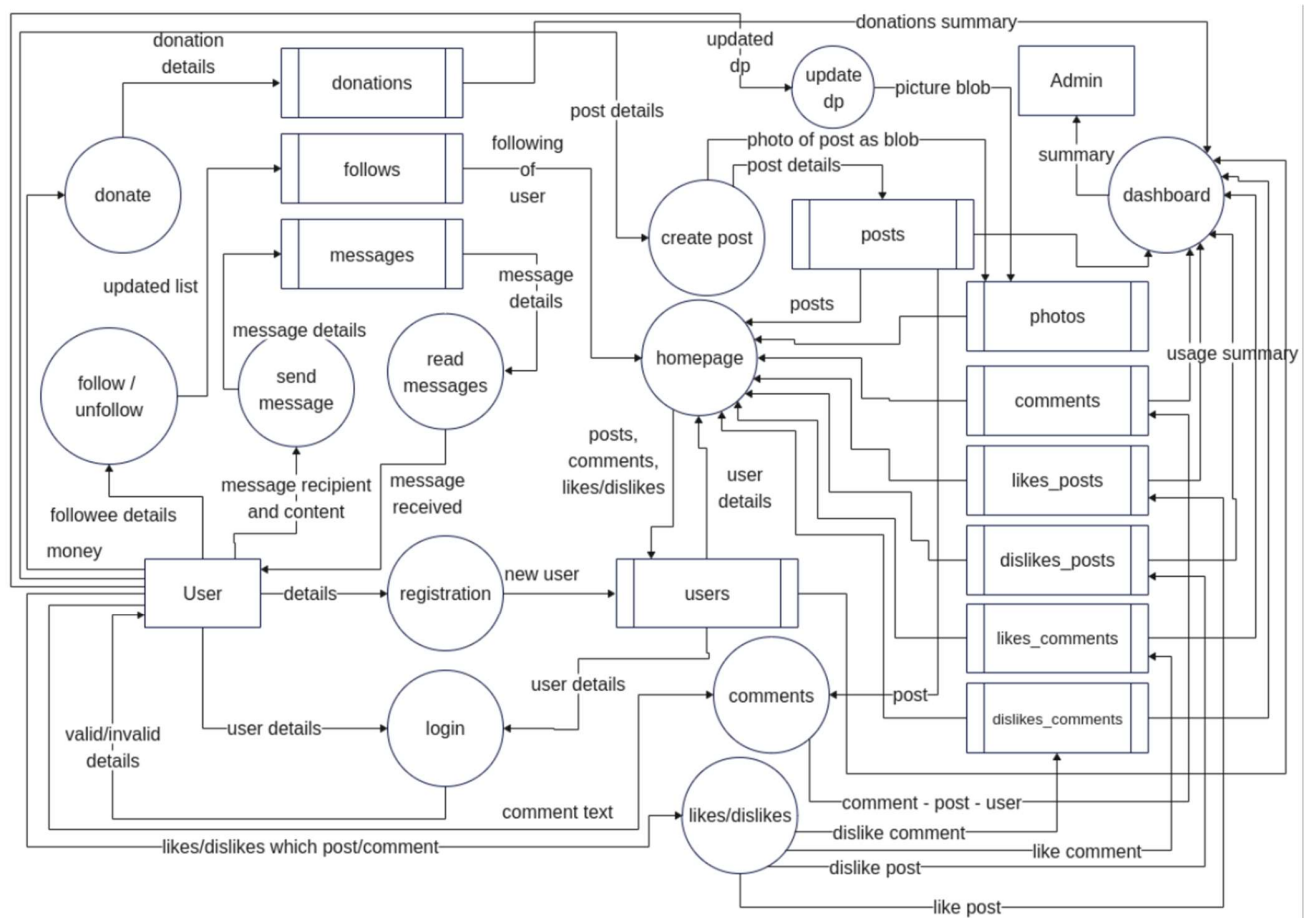 donations summary
donation
details
updated
dp
donations
update
dp
picture blob
Admin
post details
photo of post as blob
following
of
user
follows
post details
summary
donate
dashboard
create post
posts
messages
message
details
updated list
posts
photos
message details
homepage
usage summary
read
messages
follow /
unfollow
send
message
comments
posts,
comments,
likes/dislikes
user
details
likes_posts
message recipient
and content
message
received
followee details
money
new user
dislikes_posts
User
details
registration
users
likes_comments
user details
comments
post
dislikes_comments
user details
login
valid/invalid
details
comment text
comment - post - user
likes/dislikes
dislike comment
likes/dislikes which post/comment
like comment
dislike post
like post